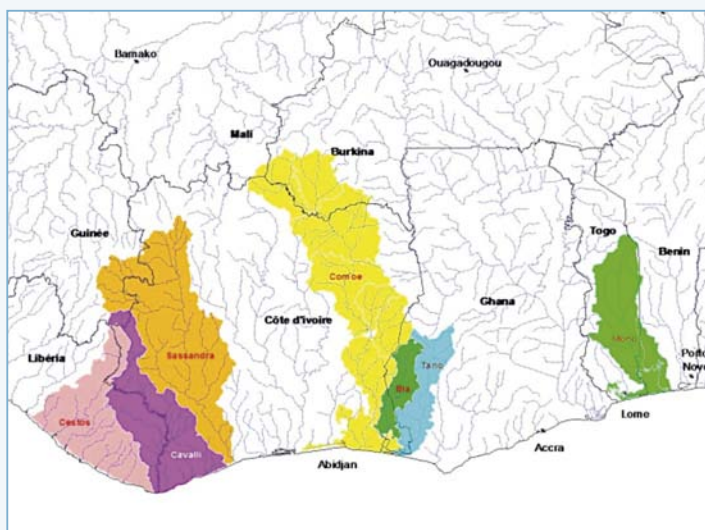 Bamako
Ouagadougou
Mali
Burkina
Guinée
Togo
Benin
Comoe
Ghana
Côte d'ivoire
Libéria
Sassandra
Tano
Mono
Bia
Porto
Novo
Cestos
Lome
Cavalli
Accra
Abidjan